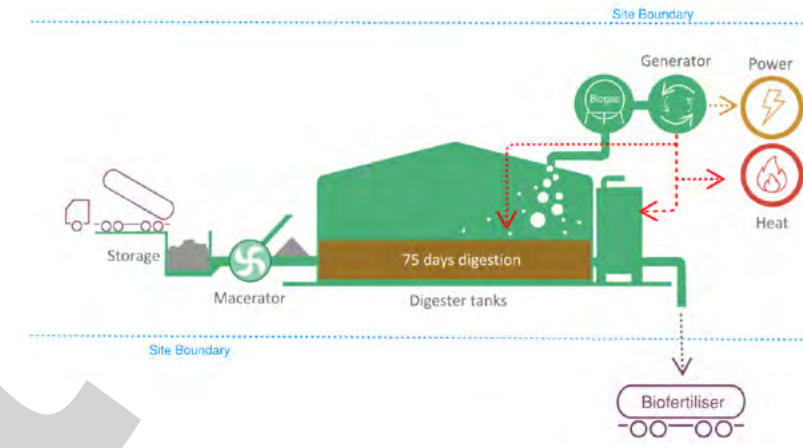 Site Boundary
Generator
Power
Biogas
Heat
Storage
75 days digestion
Macerator
Digester tanks
Site Boundary
Biofertiliser